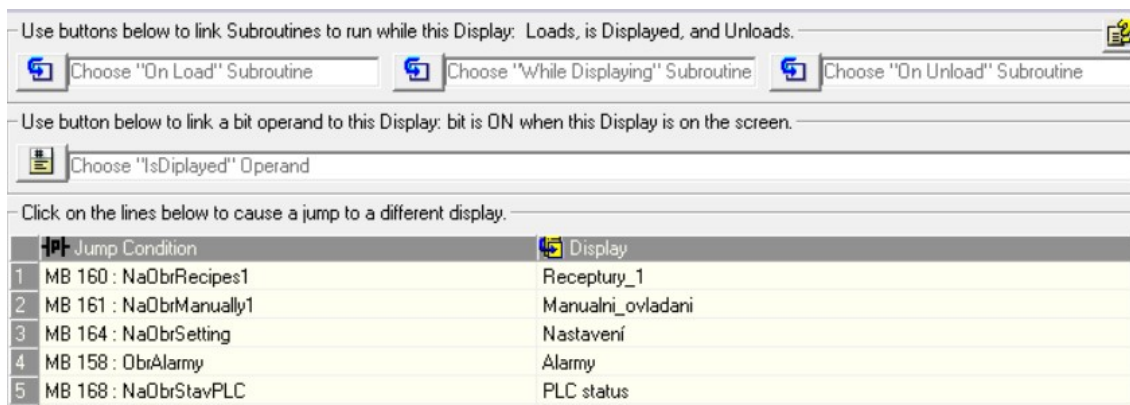 Use buttons below to link Subroutines to run while this Display: Loads, is Displayed, and Unloads.
Choose "On Load" Subroutine Choose "While Displaying" Subroutine Choose "On Unload" Subroutine
Use button below to link a bit operand to this Display: bit is ON when this Display is on the screen.
Choose "IsDiplayed" Operand
Click on the lines below to cause a jump to a different display.
Jump Condition Display
1 MB 160 : NaObrRecipes1 Receptury_1
2 MB 161 : NaObrManually1 Manualni_ovladani
3 MB 164 : NaObrSetting Nastavení
4 MB 158 : ObrAlarmy Alarmy
5 MB 168 : NaObrStavPLC PLC status